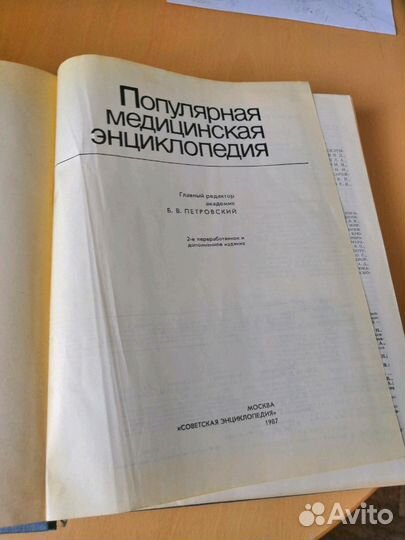 Популярная
медицинская
энциклопедия
Главный редактор
академик
Б. В. ПЕТРОВСКИЙ
2-е переработанное и
дополненное издание
МОСКВА
«СОВЕТСКАЯ ЭНЦИКЛОПЕДИЯ»
1987
Avito